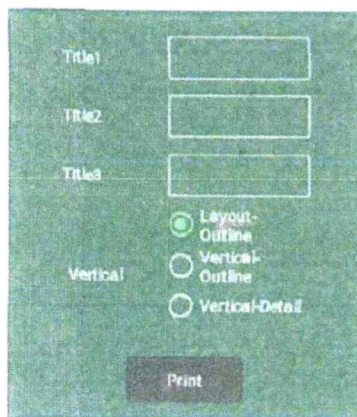 Title1
Title2
Title3
Layout-
Outline
Vertical-
Outline
Vertical
Vertical-Detail
Print